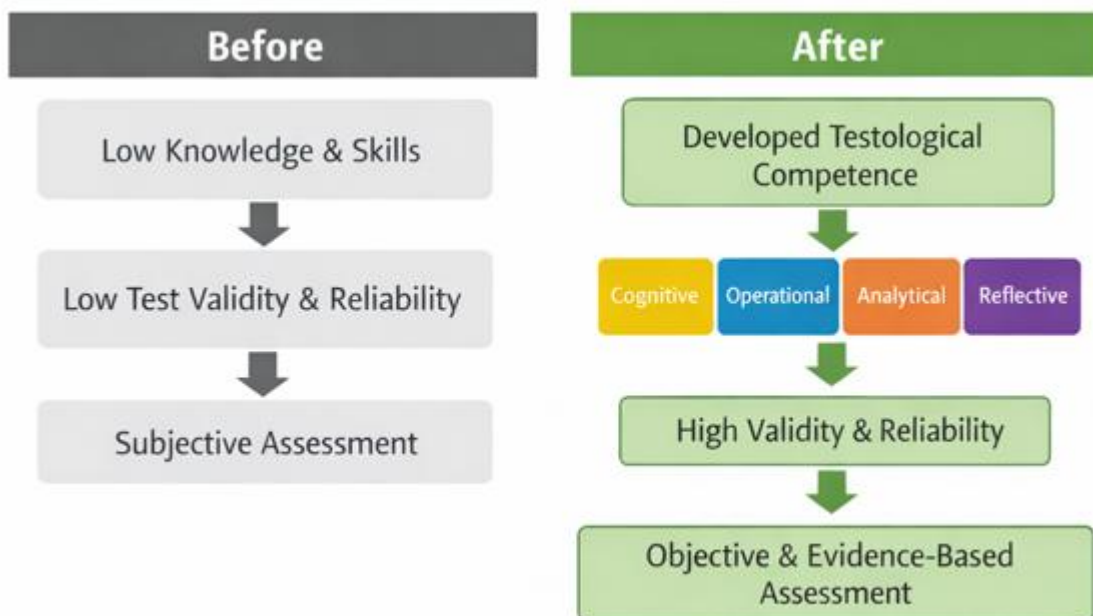 Before
Low Knowledge & Skills
Low Test Validity & Reliability
Subjective Assessment
After
Developed Testological
Competence
Cognitive
Operational
Analytical
Reflective
High Validity & Reliability
Objective & Evidence-Based
Assessment